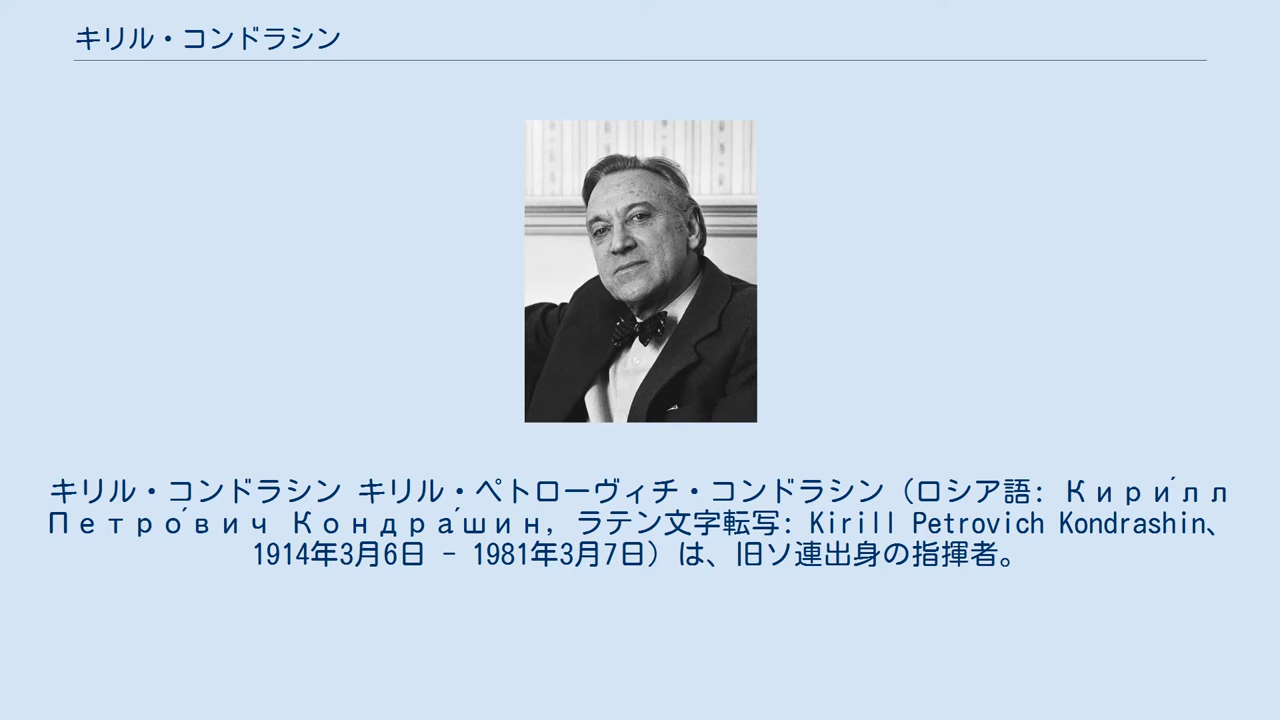 キリル・コンドラシン
キリル・コンドラシン キリル・ペトローヴィチ・コンドラシン（ロシア語: Кири́лл
Петро́вич Кондра́шин, ラテン文字転写: Kirill Petrovich Kondrashin、
1914年3月6日 - 1981年3月7日）は、旧ソ連出身の指揮者。